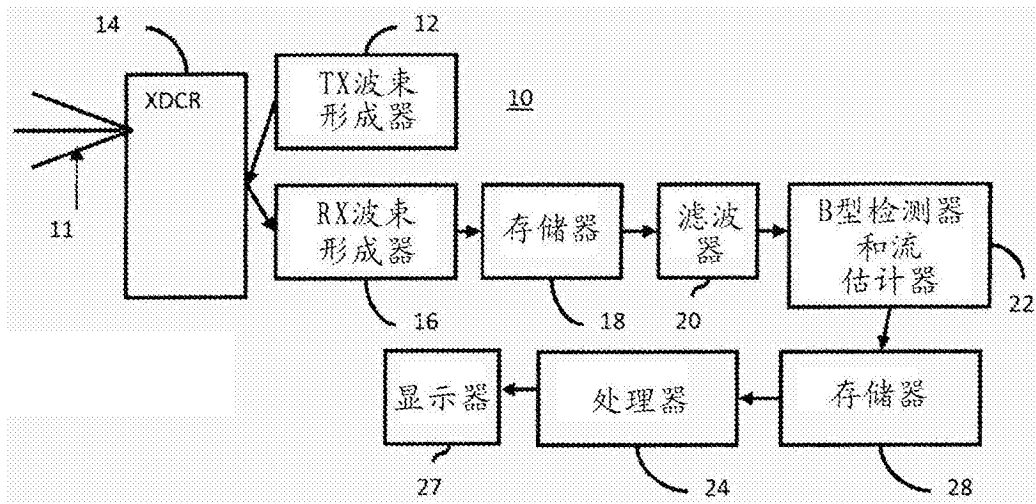 14
12
XDCR
TX波束
形成器
10
11
RX波束
形成器
存储器
滤波
器
B型检测器
和流
估计器
16
18
20
22
显示器
处理器
存储器
27
24
28